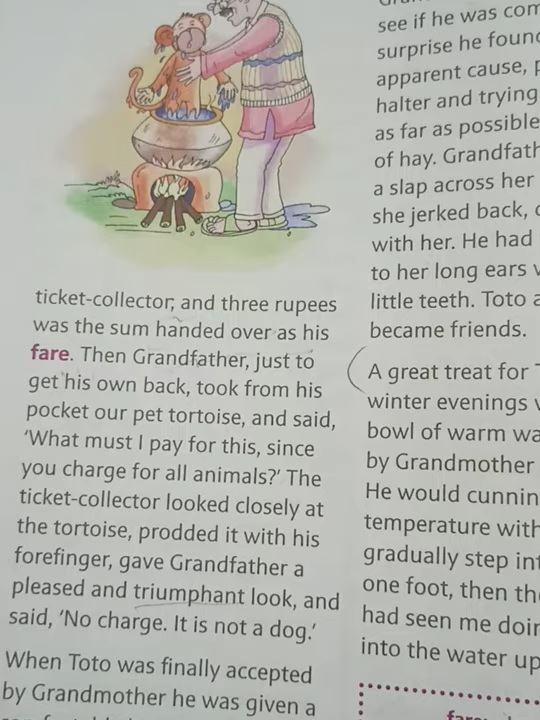 ticket-collector, and three rupees
was the sum handed over as his
fare. Then Grandfather, just to
get his own back, took from his
pocket our pet tortoise, and said,
‘What must I pay for this, since
you charge for all animals?’ The
ticket-collector looked closely at
the tortoise, prodded it with his
forefinger, gave Grandfather a
pleased and triumphant look, and
said, ‘No charge. It is not a dog.’
When Toto was finally accepted
by Grandmother he was given a
see if he was com
surprise he found
apparent cause, p
halter and trying
as far as possible
of hay. Grandfath
a slap across her
she jerked back,
with her. He had
to her long ears
little teeth. Toto a
became friends.
A great treat for T
winter evenings
bowl of warm wa
by Grandmother
He would cunnin
temperature with
gradually step int
one foot, then the
had seen me doin
into the water up